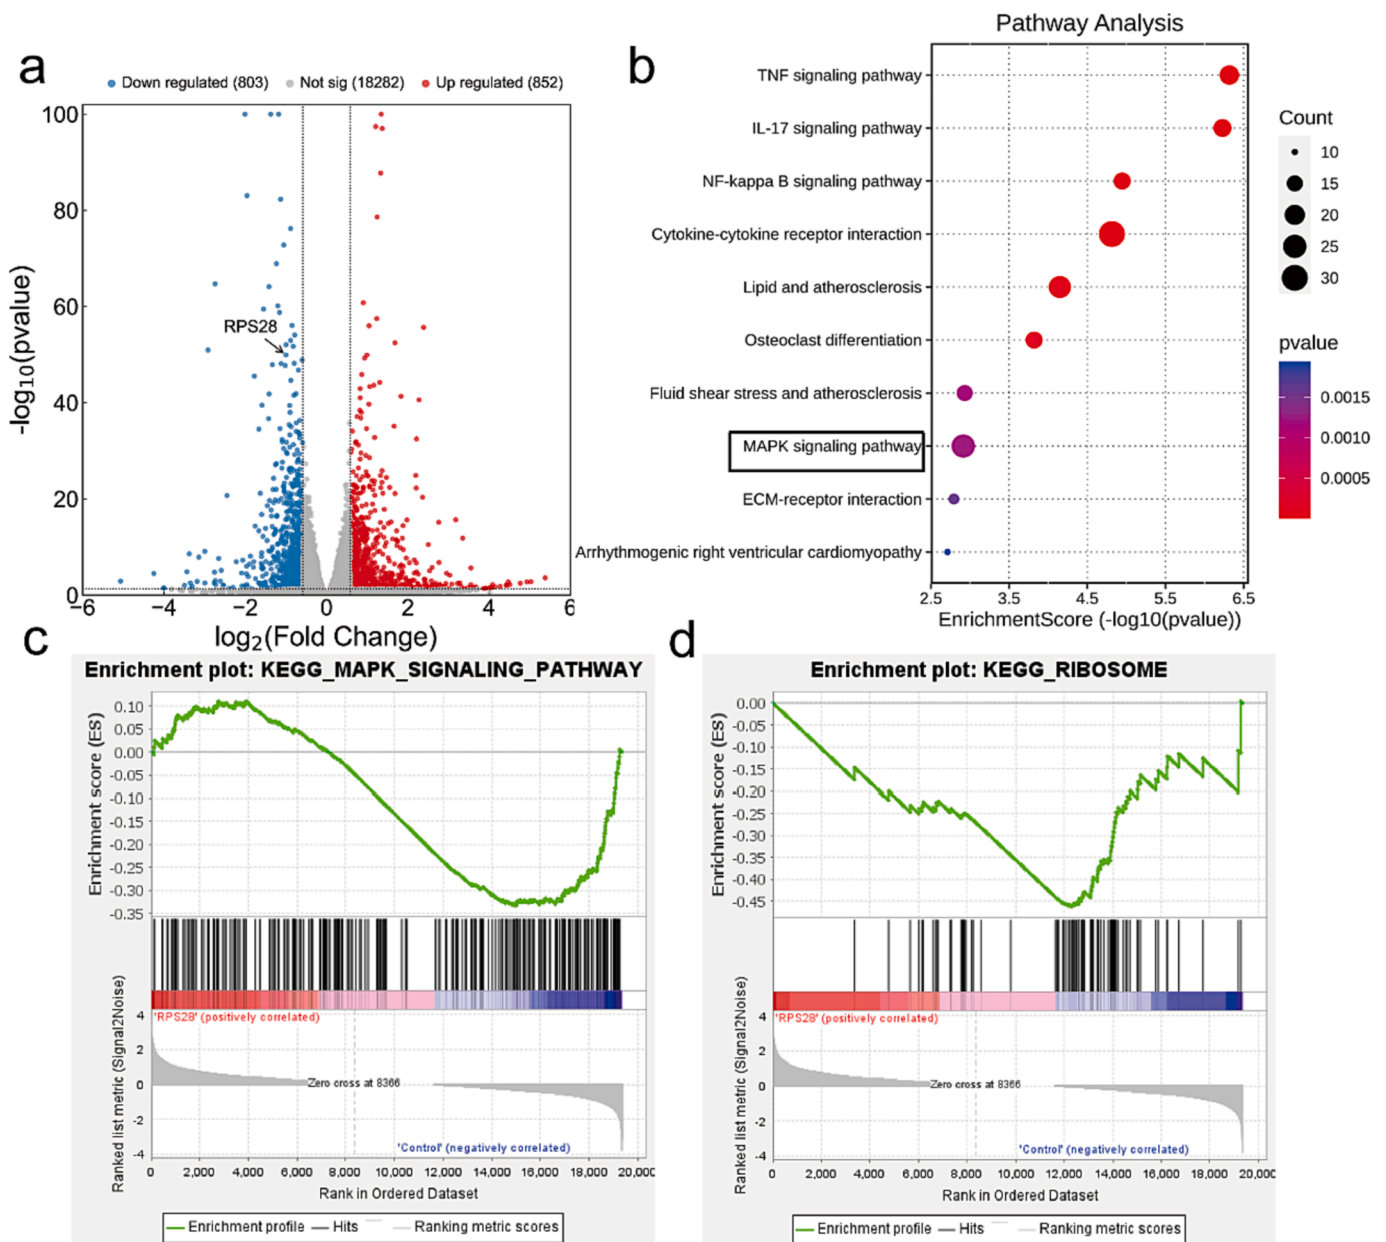 a
Down regulated (803) Not sig (18282) Up regulated (852)
100
80
60
40
20
0
-log10(pvalue)
RPS28
−6 −4 −2 0 2 4 6
log2(Fold Change)
b
Pathway Analysis
TNF signaling pathway
IL-17 signaling pathway
NF-kappa B signaling pathway
Cytokine-cytokine receptor interaction
Lipid and atherosclerosis
Osteoclast differentiation
Fluid shear stress and atherosclerosis
MAPK signaling pathway
ECM-receptor interaction
Arrhythmogenic right ventricular cardiomyopathy
2.5 3.5 4.5 5.5 6.5
EnrichmentScore (-log10(pvalue))
Count
10
15
20
25
30
pvalue
0.0015
0.0010
0.0005
c
Enrichment plot: KEGG_MAPK_SIGNALING_PATHWAY
Enrichment score (ES)
0.10
0.05
0.00
-0.05
-0.10
-0.15
-0.20
-0.25
-0.30
-0.35
Ranked list metric (Signal2Noise)
'RPS28' (positively correlated)
4
2
0
-2
-4
Zero cross at 8366
'Control' (negatively correlated)
0 2,000 4,000 6,000 8,000 10,000 12,000 14,000 16,000 18,000 20,000
Rank in Ordered Dataset
Enrichment profile Hits Ranking metric scores
d
Enrichment plot: KEGG_RIBOSOME
Enrichment score (ES)
0.00
-0.05
-0.10
-0.15
-0.20
-0.25
-0.30
-0.35
-0.40
-0.45
Ranked list metric (Signal2Noise)
'RPS28' (positively correlated)
4
2
0
-2
-4
Zero cross at 8366
'Control' (negatively correlated)
0 2,000 4,000 6,000 8,000 10,000 12,000 14,000 16,000 18,000 20,000
Rank in Ordered Dataset
Enrichment profile Hits Ranking metric scores